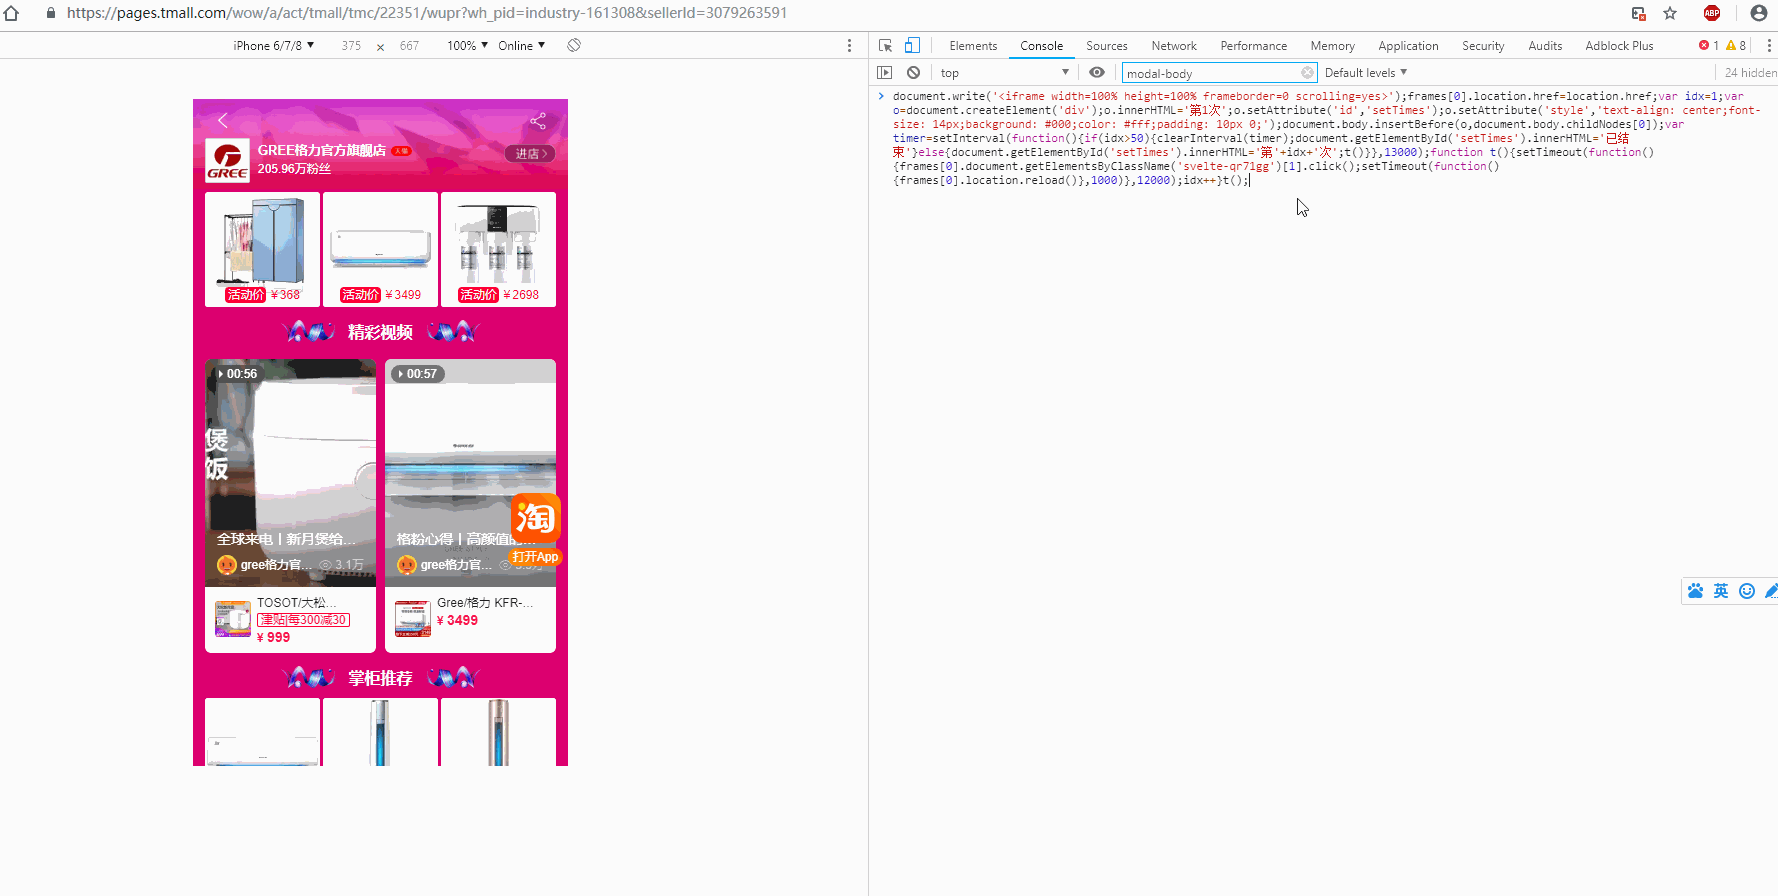 https://pages.tmall.com/wow/a/act/tmall/tmc/22351/wupr?wh_pid=industry-161308&sellerId=3079263591
ABP
iPhone 6/7/8 375 × 667 100% Online
Elements Console Sources Network Performance Memory Application Security Audits Adblock Plus 1 8
top modal-body Default levels 24 hidden
document.write('<iframe width=100% height=100% frameborder=0 scrolling=yes>');frames[0].location.href=location.href;var idx=1;var
o=document.createElement('div');o.innerHTML='第1次';o.setAttribute('id','setTimes');o.setAttribute('style','text-align: center;font-
size: 14px;background: #000;color: #fff;padding: 10px 0;');document.body.insertBefore(o,document.body.childNodes[0]);var
timer=setInterval(function(){if(idx>50){clearInterval(timer);document.getElementById('setTimes').innerHTML='已结
束'}else{document.getElementById('setTimes').innerHTML='第'+idx+'次';t()}},13000);function t(){setTimeout(function()
{frames[0].document.getElementsByClassName('svelte-qr71gg')[1].click();setTimeout(function()
{frames[0].location.reload()},1000)},12000);idx++}t();
GREE
GREE格力官方旗舰店 天猫
205.96万粉丝
进店
活动价 ¥368
活动价 ¥3499
活动价 ¥2698
精彩视频
00:56
煲
饭
全球来电丨新月煲给...
gree格力官... 3.1万
TOSOT/大松...
津贴|每300减30
¥ 999
00:57
格粉心得丨高颜值的
gree格力官...
Gree/格力 KFR-...
¥ 3499
淘
打开App
掌柜推荐
英